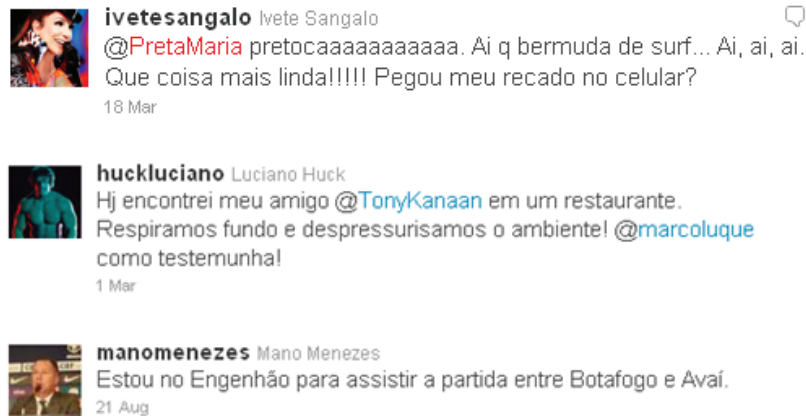 ivetesangalo Ivete Sangalo
@PretaMaria pretocaaaaaaaaaaa. Ai q bermuda de surf... Ai, ai, ai.
Que coisa mais linda!!!!! Pegou meu recado no celular?
18 Mar
huckluciano Luciano Huck
Hj encontrei meu amigo @TonyKanaan em um restaurante.
Respiramos fundo e despressurisamos o ambiente! @marcoluque
como testemunha!
1 Mar
manomenezes Mano Menezes
Estou no Engenhão para assistir a partida entre Botafogo e Avaí.
21 Aug